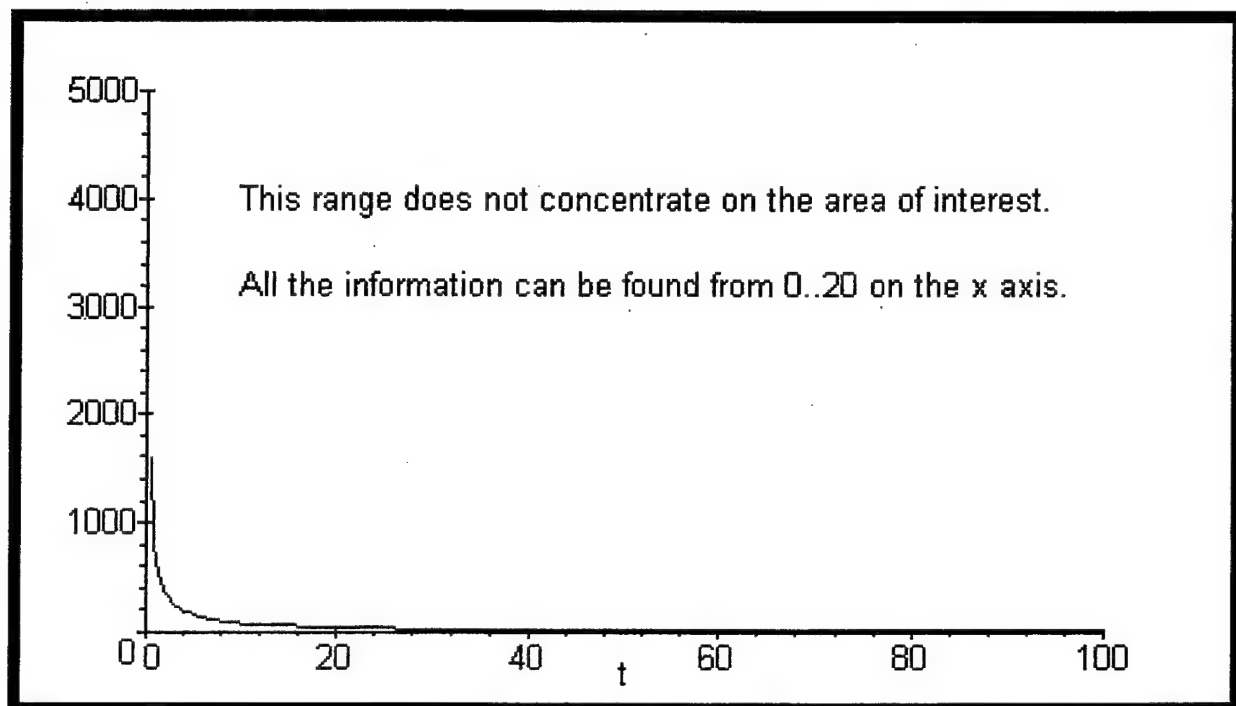 5000
4000
This range does not concentrate on the area of interest.
All the information can be found from 0..20 on the x axis.
3000
2000
1000
0
0 20 40 60 80 100
t